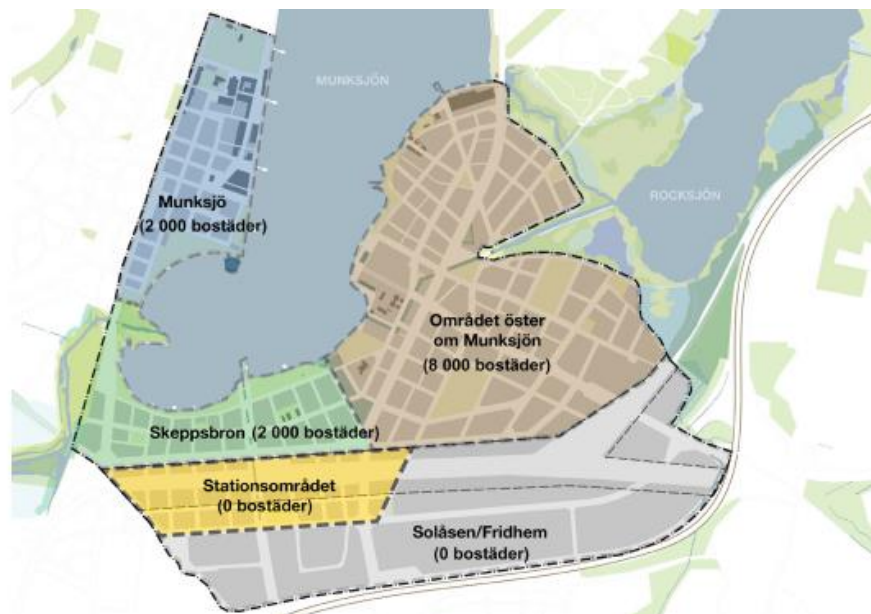 MUNKSJÖN
ROCKSJÖN
Munksjö
(2 000 bostäder)
Området öster
om Munksjön
(8 000 bostäder)
Skeppsbron (2 000 bostäder)
Stationsområdet
(0 bostäder)
Solåsen/Fridhem
(0 bostäder)